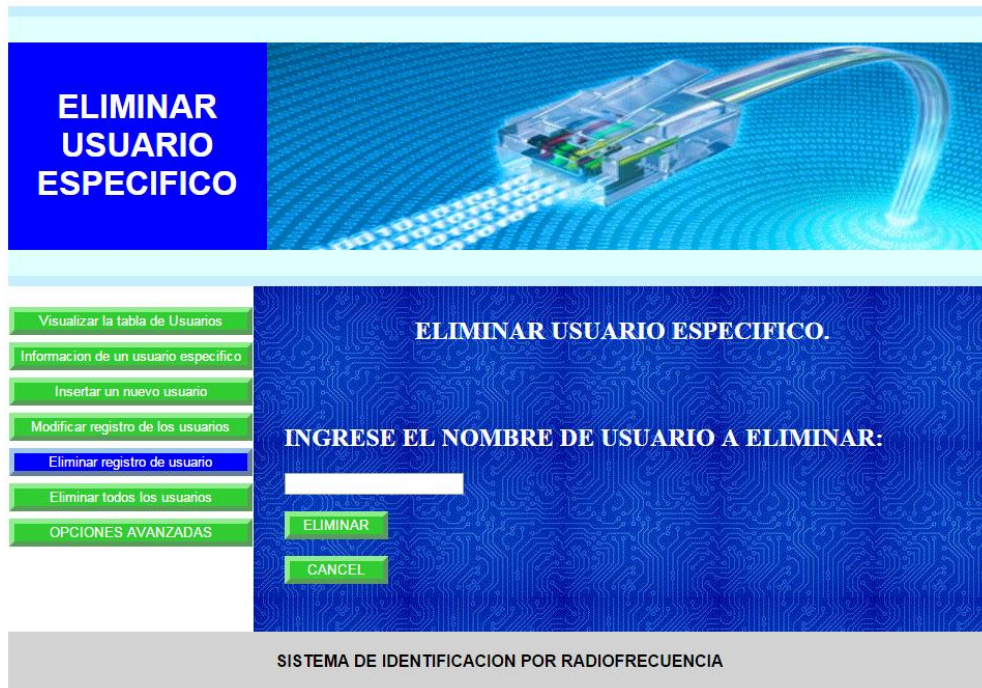 ELIMINAR
USUARIO
ESPECIFICO
Visualizar la tabla de Usuarios
Informacion de un usuario especifico
Insertar un nuevo usuario
Modificar registro de los usuarios
Eliminar registro de usuario
Eliminar todos los usuarios
OPCIONES AVANZADAS
ELIMINAR USUARIO ESPECIFICO.
INGRESE EL NOMBRE DE USUARIO A ELIMINAR:
ELIMINAR
CANCEL
SISTEMA DE IDENTIFICACION POR RADIOFRECUENCIA